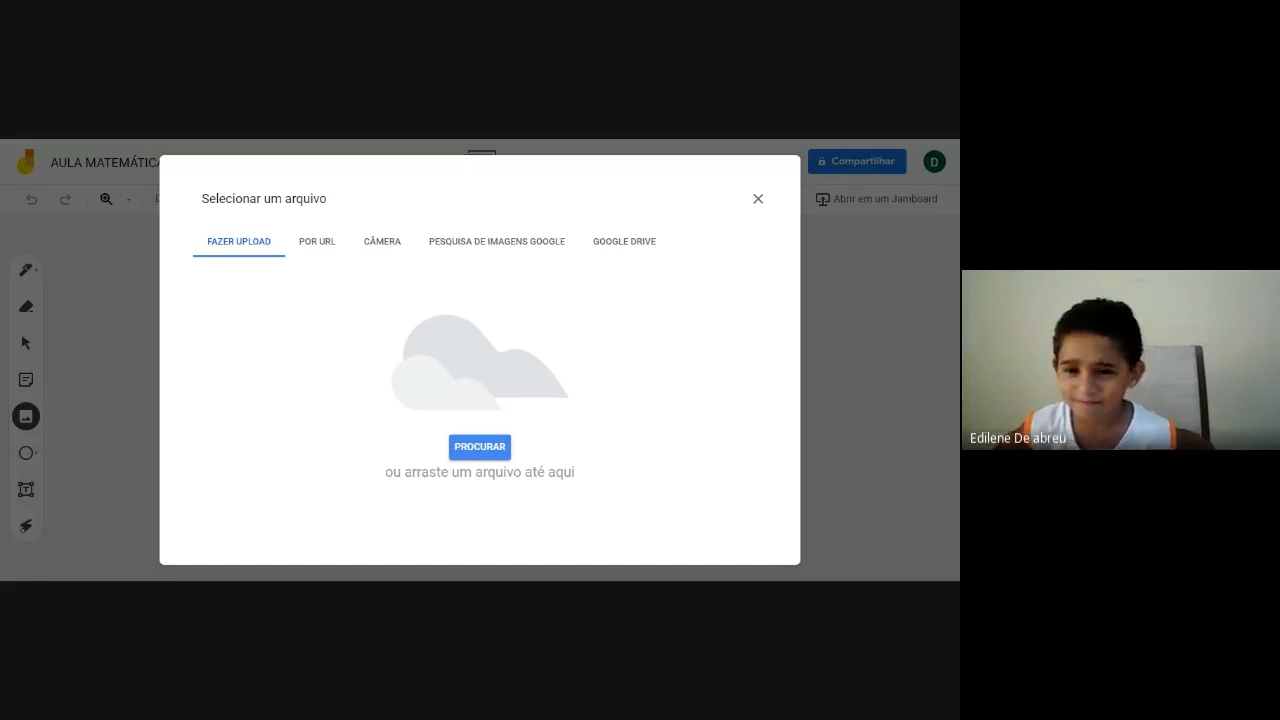 AULA MATEMÁTICA
Compartilhar
D
Abrir em um Jamboard
Selecionar um arquivo
FAZER UPLOAD
POR URL
CÂMERA
PESQUISA DE IMAGENS GOOGLE
GOOGLE DRIVE
PROCURAR
ou arraste um arquivo até aqui
T
Edilene De abreu